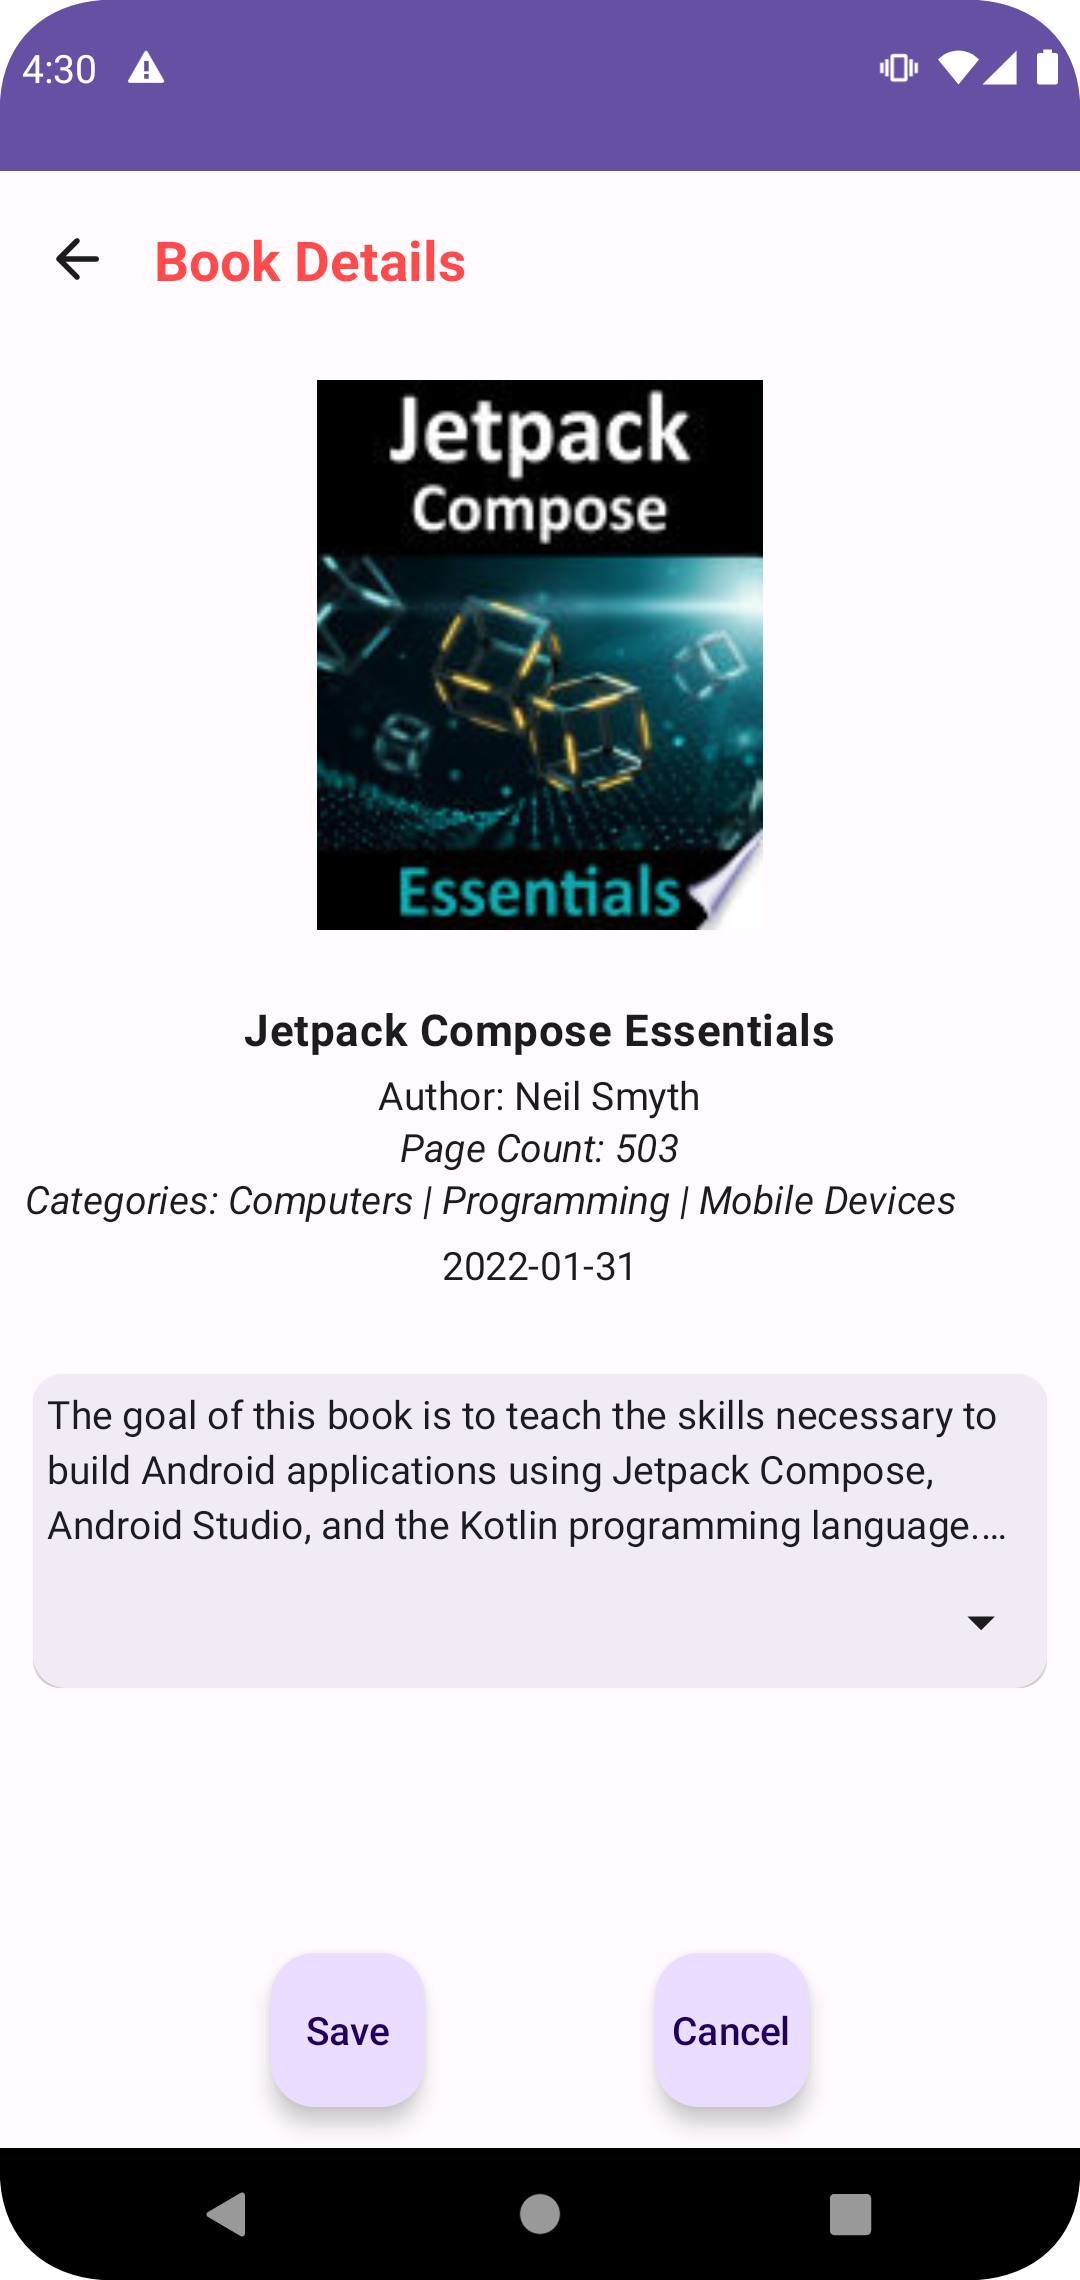 4:30
Book Details
Jetpack
Compose
Essentials
Jetpack Compose Essentials
Author: Neil Smyth
Page Count: 503
Categories: Computers | Programming | Mobile Devices
2022-01-31
The goal of this book is to teach the skills necessary to
build Android applications using Jetpack Compose,
Android Studio, and the Kotlin programming language.…
Save
Cancel